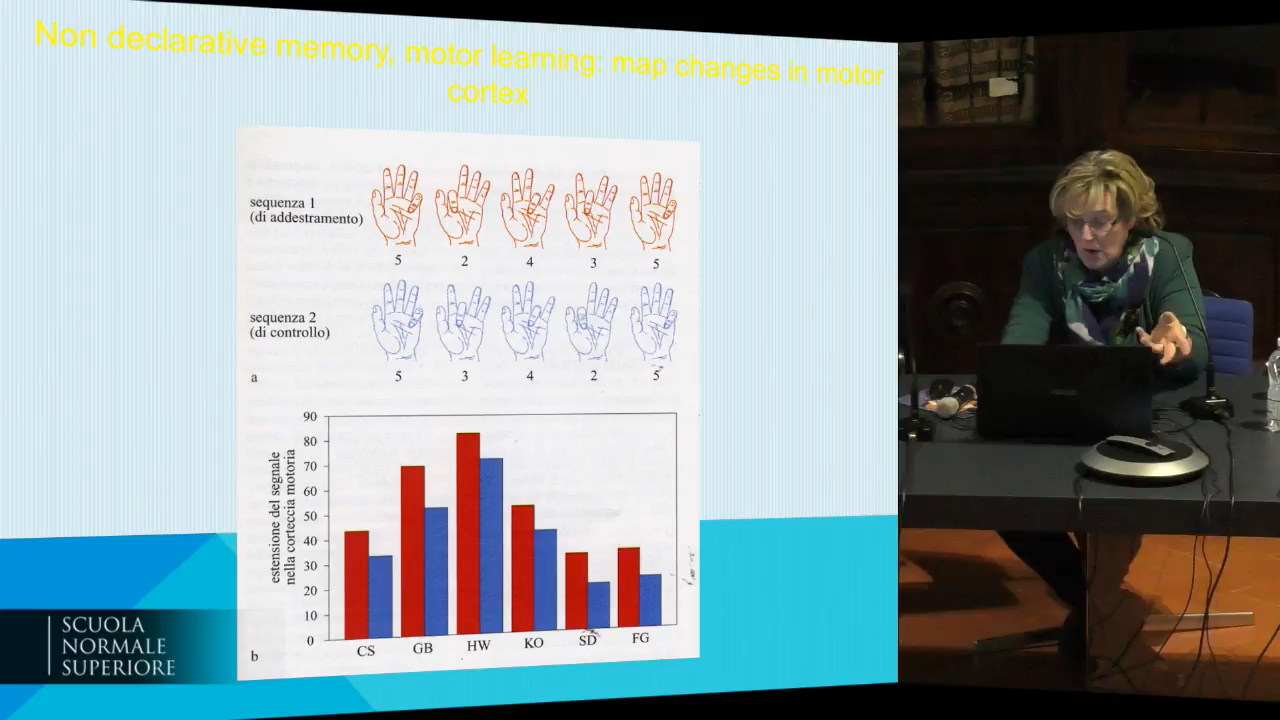 Non declarative memory, motor learning: map changes in motor
cortex
sequenza 1
(di addestramento)
5 2 4 3 5
sequenza 2
(di controllo)
5 3 4 2 5
a
estensione del segnale
nella corteccia motoria
90
80
70
60
50
40
30
20
10
0
CS GB HW KO SD FG
b
SCUOLA
NORMALE
SUPERIORE